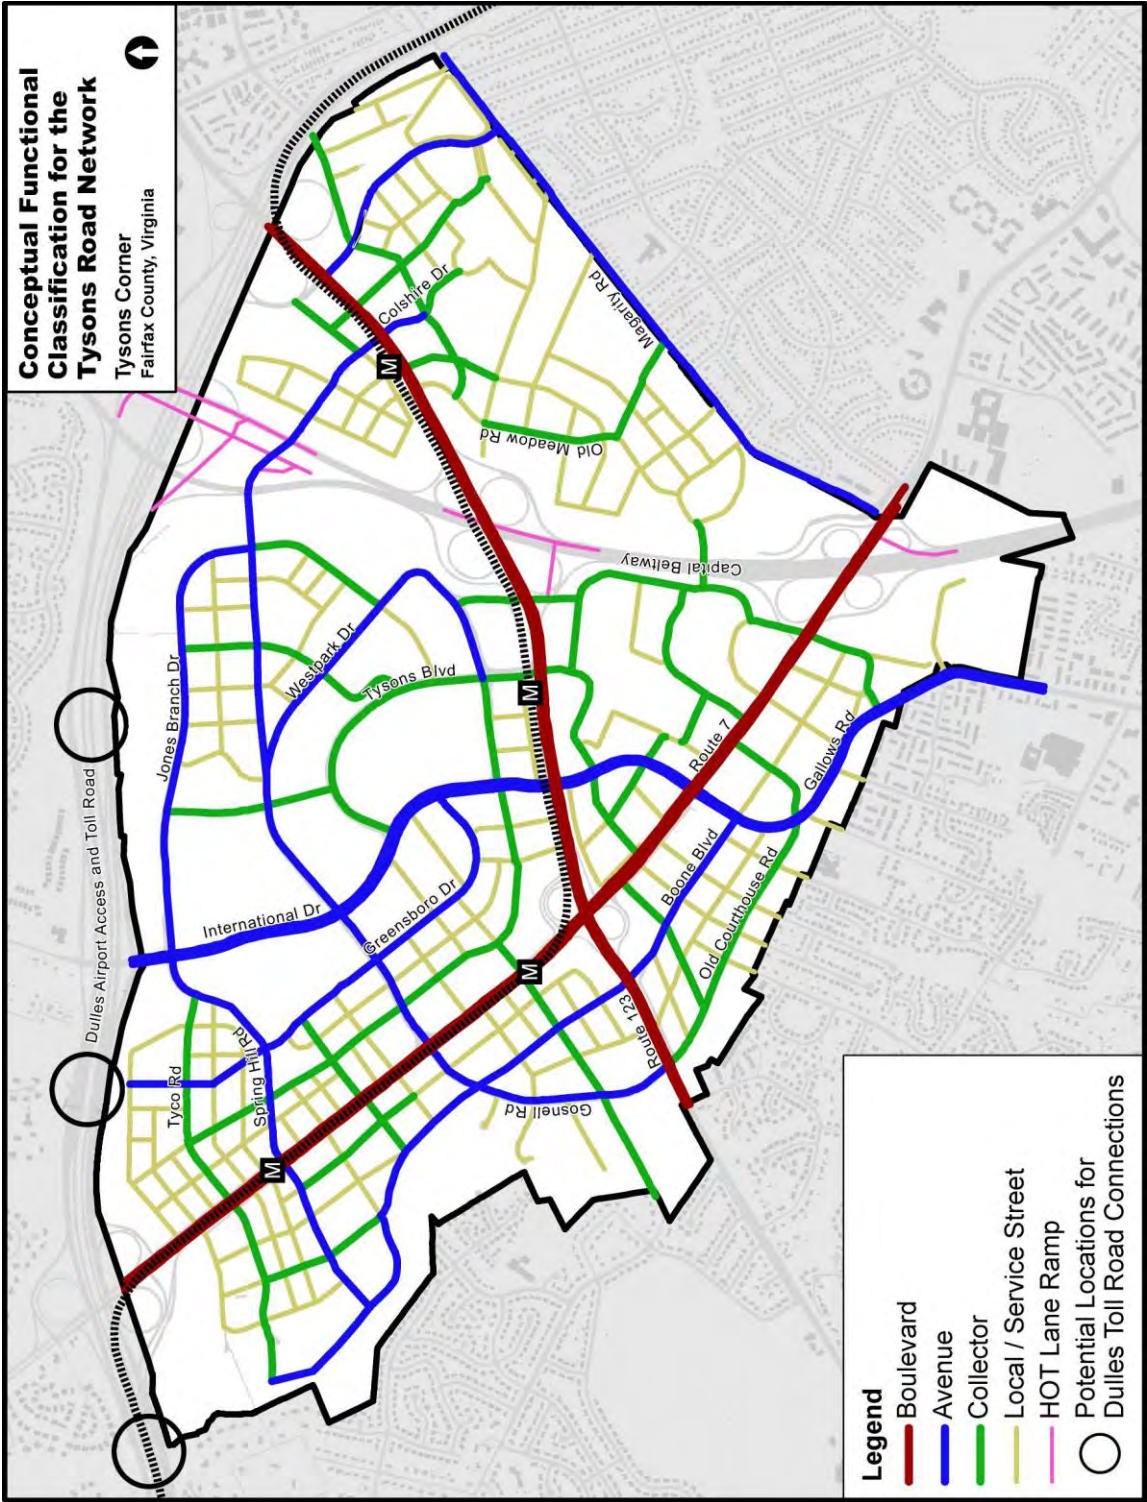 Conceptual Functional
Classification for the
Tysons Road Network
Tysons Corner
Fairfax County, Virginia
Dulles Airport Access and Toll Road
Jones Branch Dr
Westpark Dr
Tysons Blvd
International Dr
Greensboro Dr
Spring Hill Rd
Tyco Rd
Gosnell Rd
Route 123
Old Courthouse Rd
Boone Blvd
Route 7
Gallows Rd
Capital Beltway
Old Meadow Rd
Magarity Rd
Colshire Dr
M
M
M
M
Legend
Boulevard
Avenue
Collector
Local / Service Street
HOT Lane Ramp
Potential Locations for
Dulles Toll Road Connections